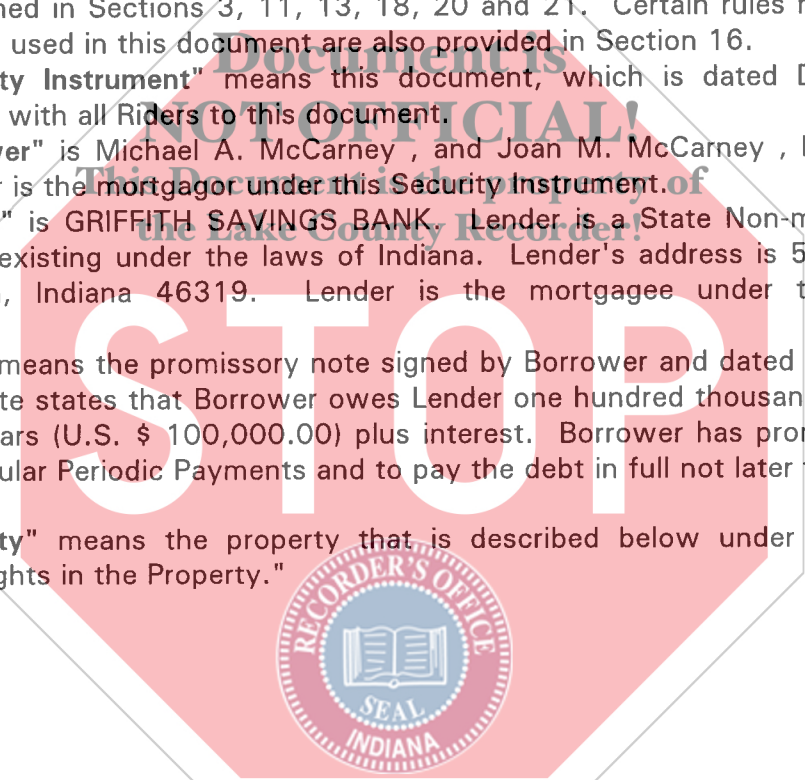 ned in Sections 3, 11, 13, 18, 20 and 21. Certain rules
used in this document are also provided in Section 16.
ty Instrument" means this document, which is dated D
with all Riders to this document.
ver" is Michael A. McCarney , and Joan M. McCarney ,
r is the mortgagor under this Security Instrument.
" is GRIFFITH SAVINGS BANK. Lender is a State Non-m
existing under the laws of Indiana. Lender's address is 5
, Indiana 46319. Lender is the mortgagee under t
means the promissory note signed by Borrower and dated
te states that Borrower owes Lender one hundred thousan
ars (U.S. $ 100,000.00) plus interest. Borrower has pro
ular Periodic Payments and to pay the debt in full not later
ty" means the property that is described below under
ghts in the Property."
Document is
NOT OFFICIAL!
This Document is the property of
the Lake County Recorder!
STOP
RECORDER'S OFFICE
SEAL
INDIANA